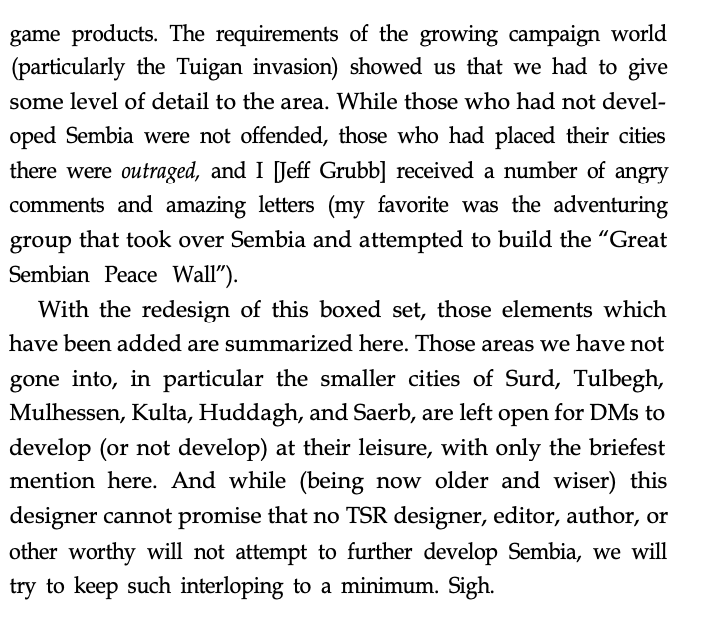 game products. The requirements of the growing campaign world
(particularly the Tuigan invasion) showed us that we had to give
some level of detail to the area. While those who had not devel-
oped Sembia were not offended, those who had placed their cities
there were outraged, and I [Jeff Grubb] received a number of angry
comments and amazing letters (my favorite was the adventuring
group that took over Sembia and attempted to build the “Great
Sembian Peace Wall”).
With the redesign of this boxed set, those elements which
have been added are summarized here. Those areas we have not
gone into, in particular the smaller cities of Surd, Tulbegh,
Mulhessen, Kulta, Huddagh, and Saerb, are left open for DMs to
develop (or not develop) at their leisure, with only the briefest
mention here. And while (being now older and wiser) this
designer cannot promise that no TSR designer, editor, author, or
other worthy will not attempt to further develop Sembia, we will
try to keep such interloping to a minimum. Sigh.